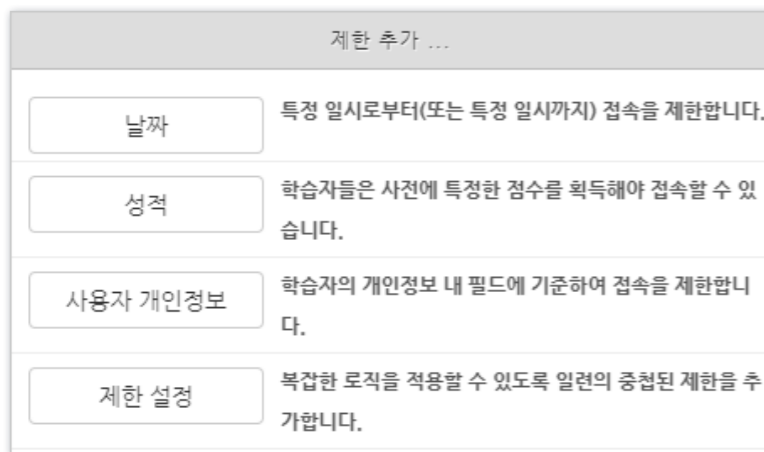 제한 추가 ...
날짜
특정 일시로부터(또는 특정 일시까지) 접속을 제한합니다.
성적
학습자들은 사전에 특정한 점수를 획득해야 접속할 수 있
습니다.
사용자 개인정보
학습자의 개인정보 내 필드에 기준하여 접속을 제한합니
다.
제한 설정
복잡한 로직을 적용할 수 있도록 일련의 중첩된 제한을 추
가합니다.